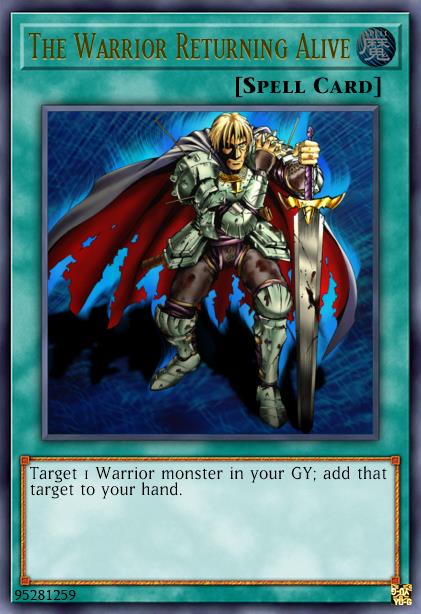 The Warrior Returning Alive
魔
[Spell Card]
Target 1 Warrior monster in your GY; add that
target to your hand.
95281259